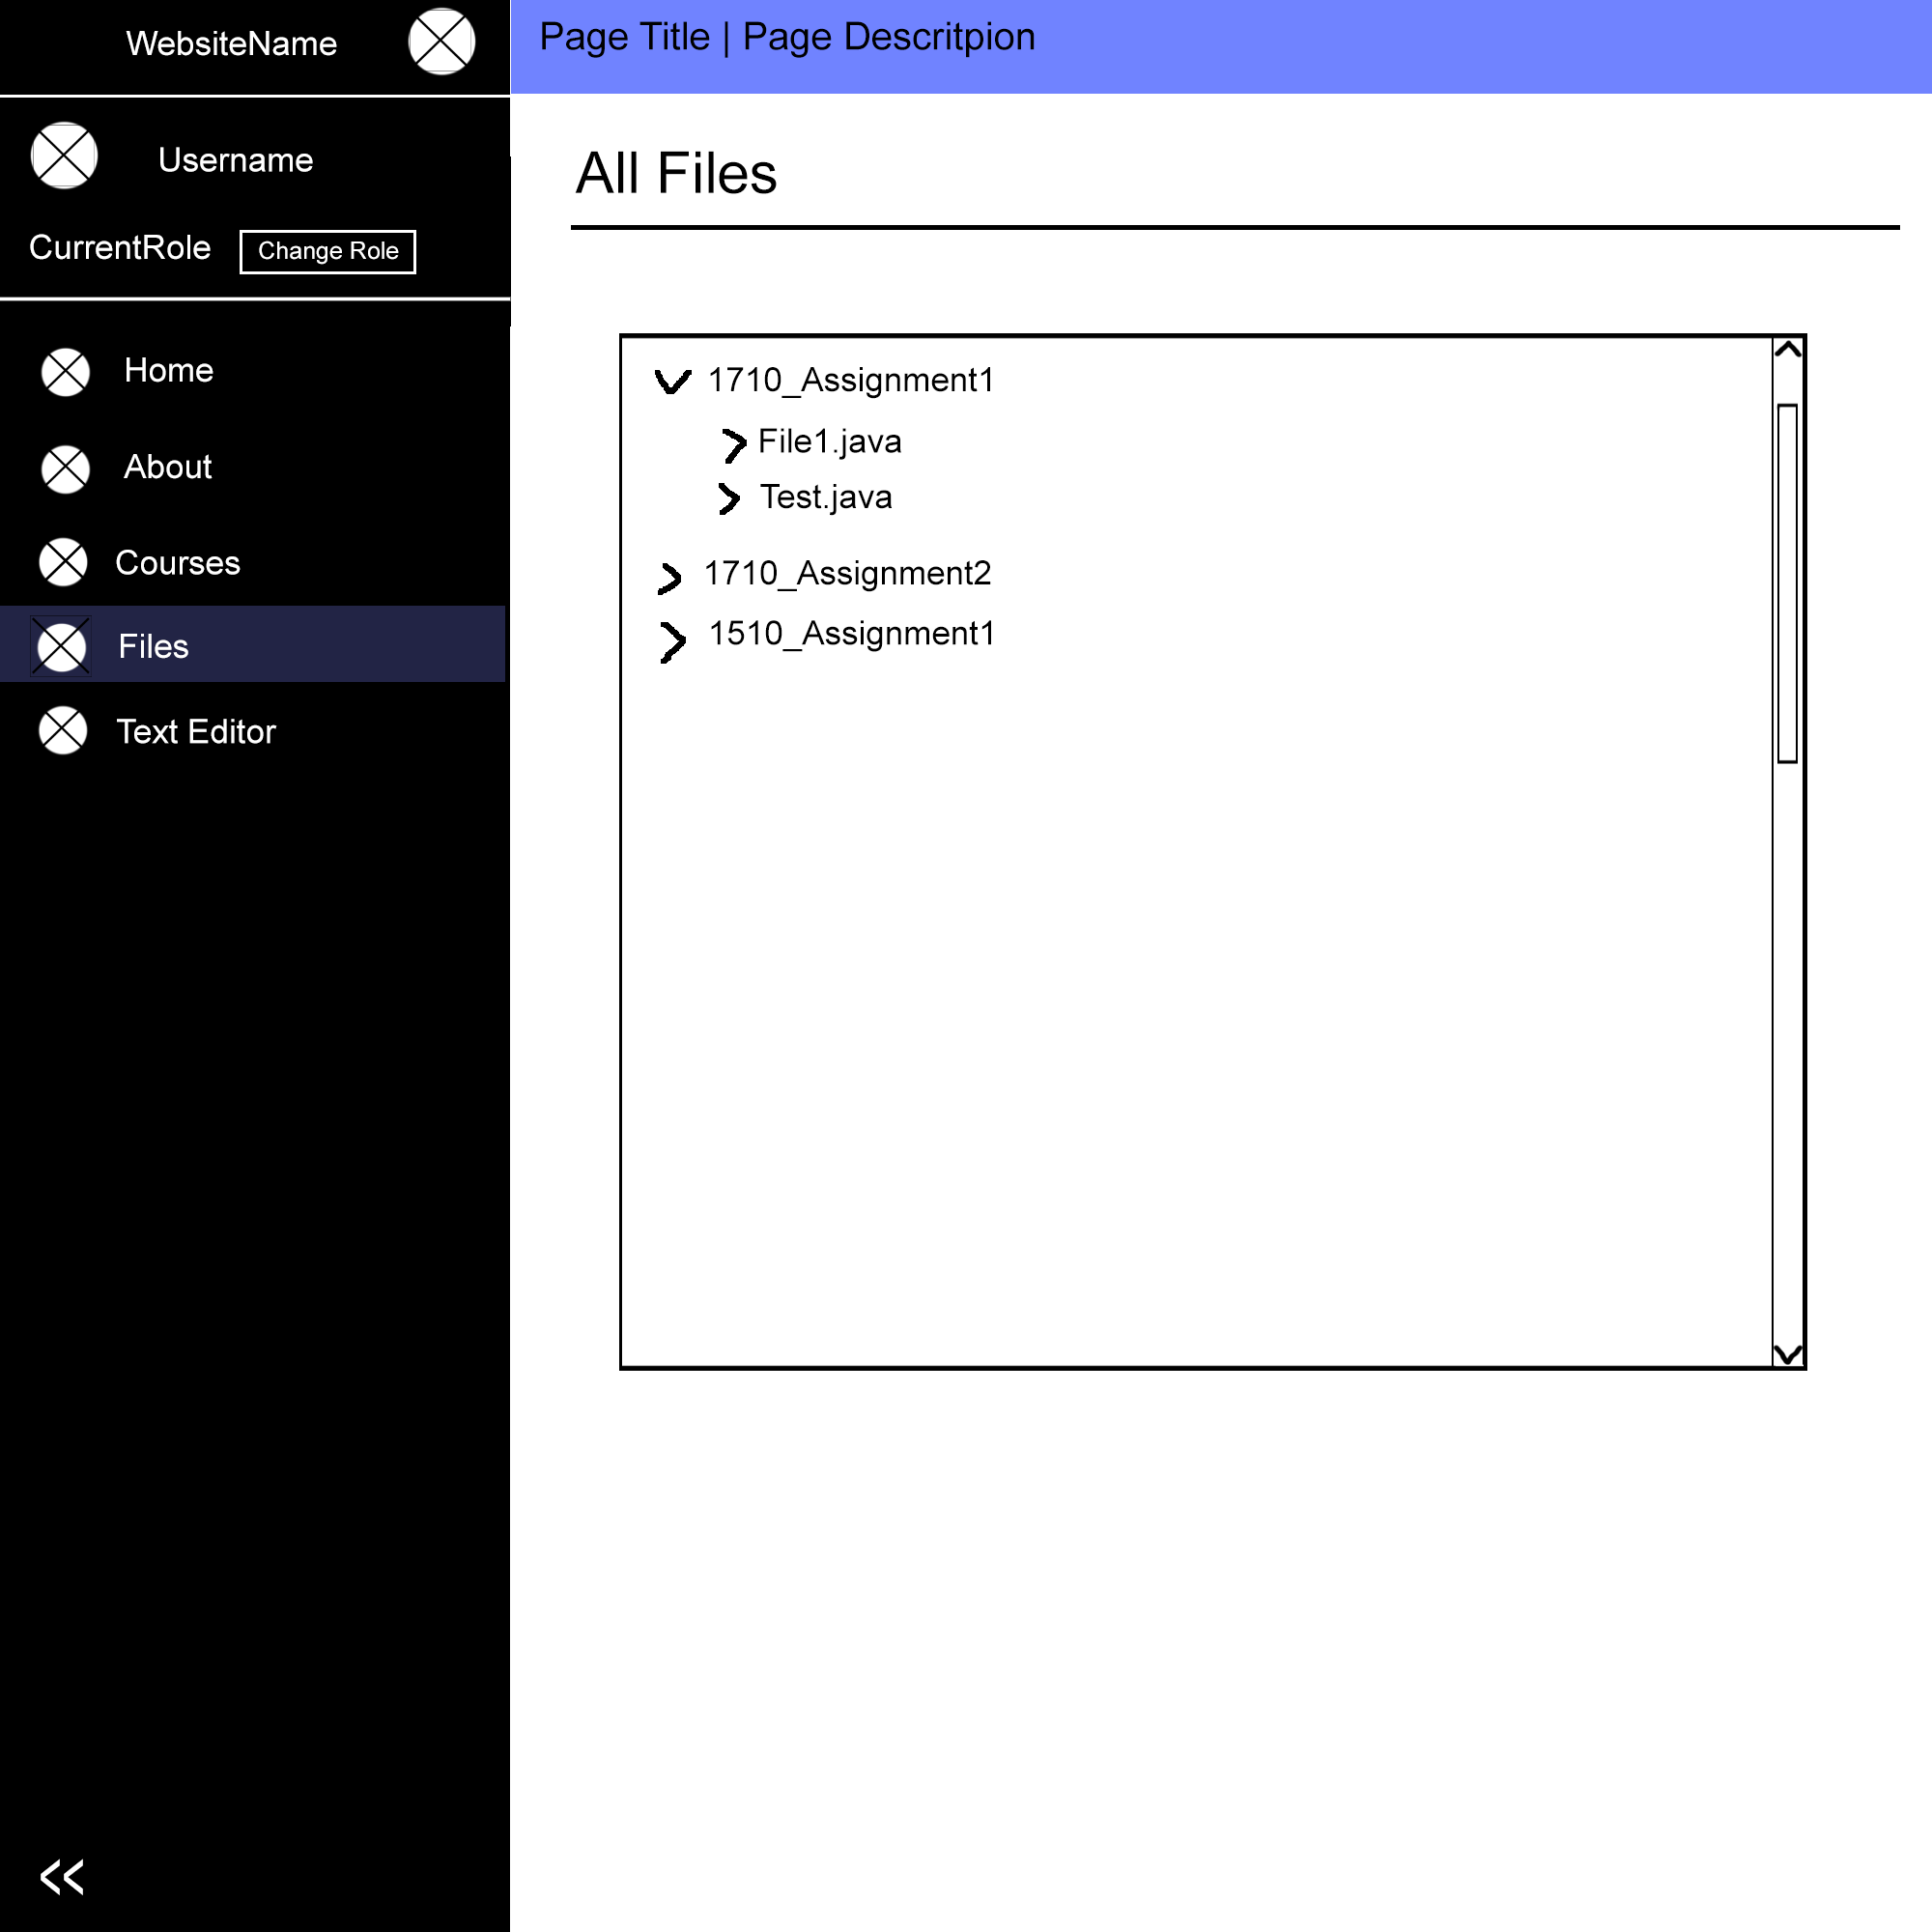 WebsiteName
Username
CurrentRole
Change Role
Home
About
Courses
Files
Text Editor
Page Title | Page Descritpion
All Files
1710_Assignment1
File1.java
Test.java
1710_Assignment2
1510_Assignment1